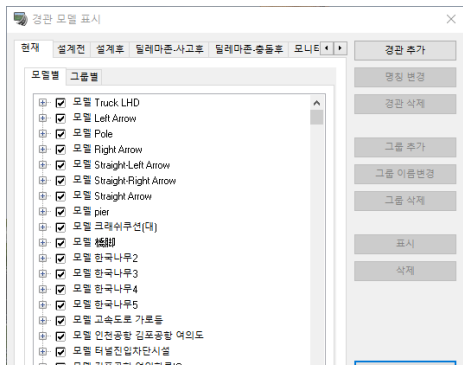 경관 모델 표시
현재 설계전 설계후 딜레마존-사고후 딜레마존-충돌후 모니터
모델별 그룹별
모델 Truck LHD
모델 Left Arrow
모델 Pole
모델 Right Arrow
모델 Straight-Left Arrow
모델 Straight-Right Arrow
모델 Straight Arrow
모델 pier
모델 크래쉬쿠션(대)
모델 橋脚
모델 한국나무2
모델 한국나무3
모델 한국나무4
모델 한국나무5
모델 고속도로 가로등
모델 인천공항 김포공항 여의도
모델 터널진입차단시설
경관 추가
명칭 변경
경관 삭제
그룹 추가
그룹 이름변경
그룹 삭제
표시
삭제